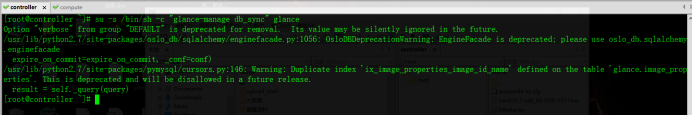 controller
compute
[root@controller ~]# su -s /bin/sh -c "glance-manage db_sync" glance
Option "verbose" from group "DEFAULT" is deprecated for removal.  Its value may be silently ignored in the future.
/usr/lib/python2.7/site-packages/oslo_db/sqlalchemy/enginefacade.py:1056: OsloDBDeprecationWarning: EngineFacade is deprecated; please use oslo_db.sqlalchemy
.enginefacade
  expire_on_commit=expire_on_commit, _conf=conf)
/usr/lib/python2.7/site-packages/pymysql/cursors.py:146: Warning: Duplicate index 'ix_image_properties_image_id_name' defined on the table 'glance.image_prop
erties'. This is deprecated and will be disallowed in a future release.
  result = self._query(query)
[root@controller ~]#